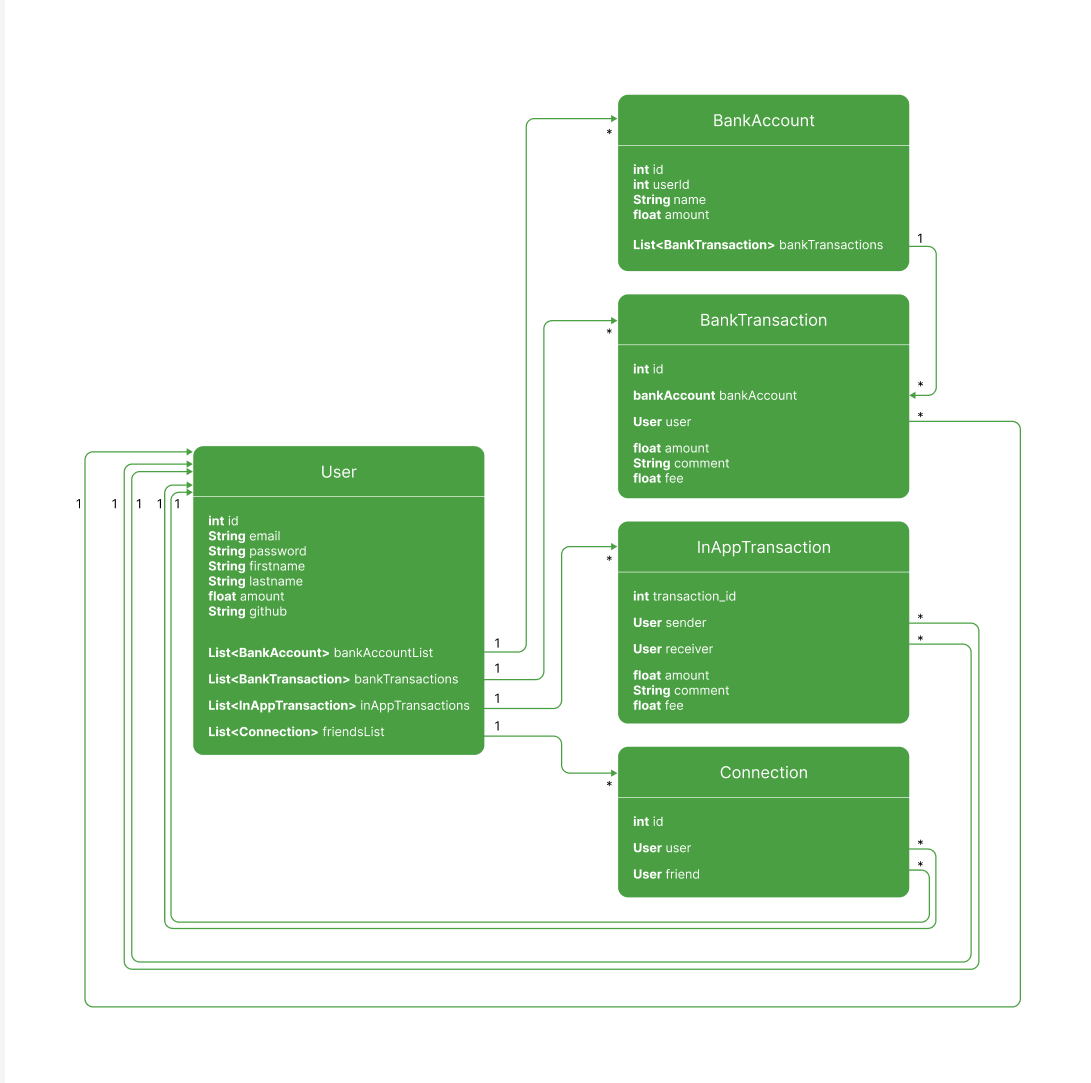 BankAccount
*
int id
int userId
String name
float amount
List<BankTransaction> bankTransactions
1
BankTransaction
*
int id
*
bankAccount bankAccount
*
User user
float amount
String comment
float fee
User
1 1 1 1 1
int id
String email
String password
String firstname
String lastname
float amount
String github
1
List<BankAccount> bankAccountList
1
List<BankTransaction> bankTransactions
1
List<InAppTransaction> inAppTransactions
1
List<Connection> friendsList
InAppTransaction
*
int transaction_id
*
User sender
*
User receiver
float amount
String comment
float fee
Connection
*
int id
*
User user
*
User friend